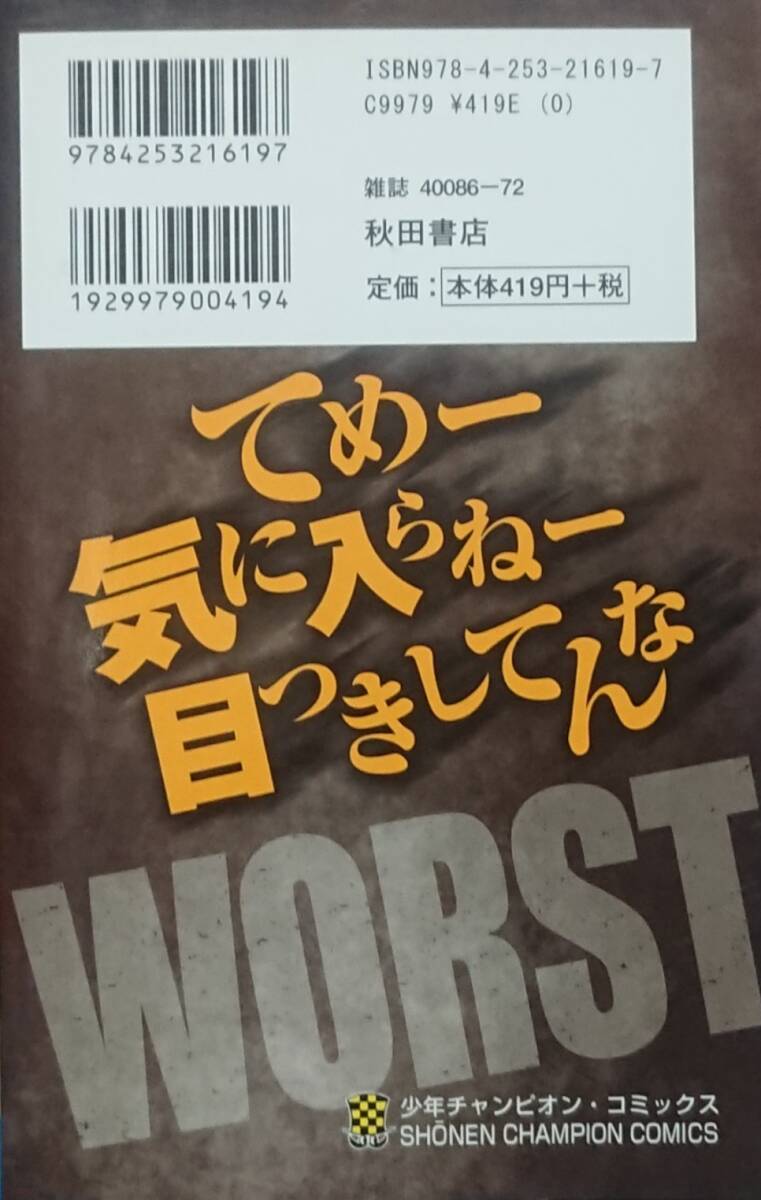 ISBN978-4-253-21619-7
C9979 ¥419E (0)
9784253216197
雑誌 40086-72
秋田書店
1929979004194
定価：本体419円+税
てめー
気に入らねー
目つきしてんな
WORST
少年チャンピオン・コミックス
SHŌNEN CHAMPION COMICS